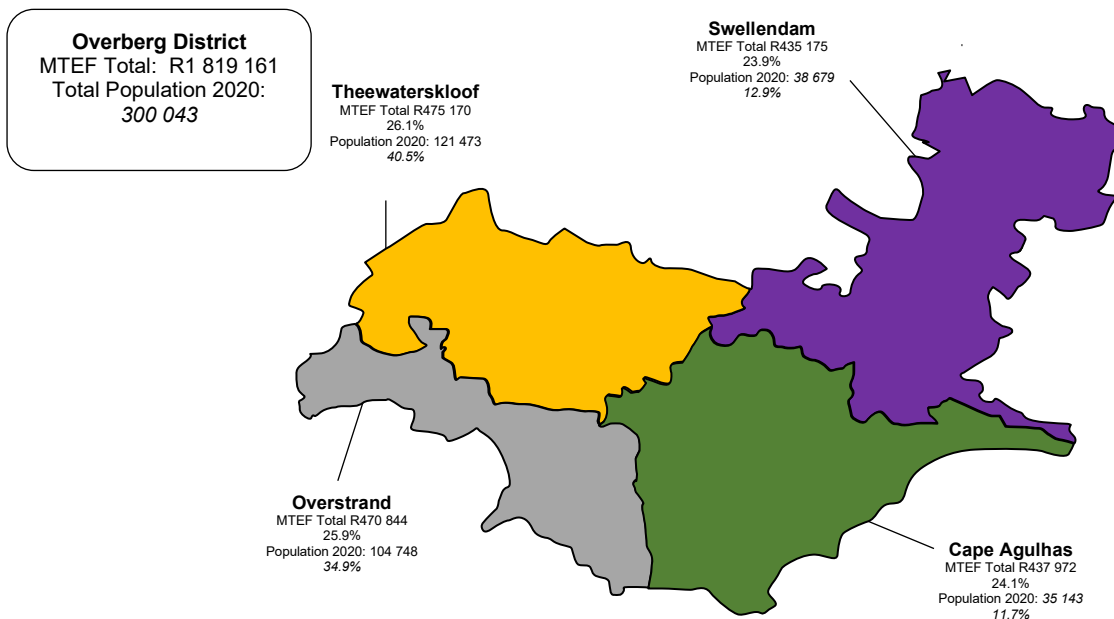 Overberg District
MTEF Total: R1 819 161
Total Population 2020:
300 043
Theewaterskloof
MTEF Total R475 170
26.1%
Population 2020: 121 473
40.5%
Swellendam
MTEF Total R435 175
23.9%
Population 2020: 38 679
12.9%
Overstrand
MTEF Total R470 844
25.9%
Population 2020: 104 748
34.9%
Cape Agulhas
MTEF Total R437 972
24.1%
Population 2020: 35 143
11.7%